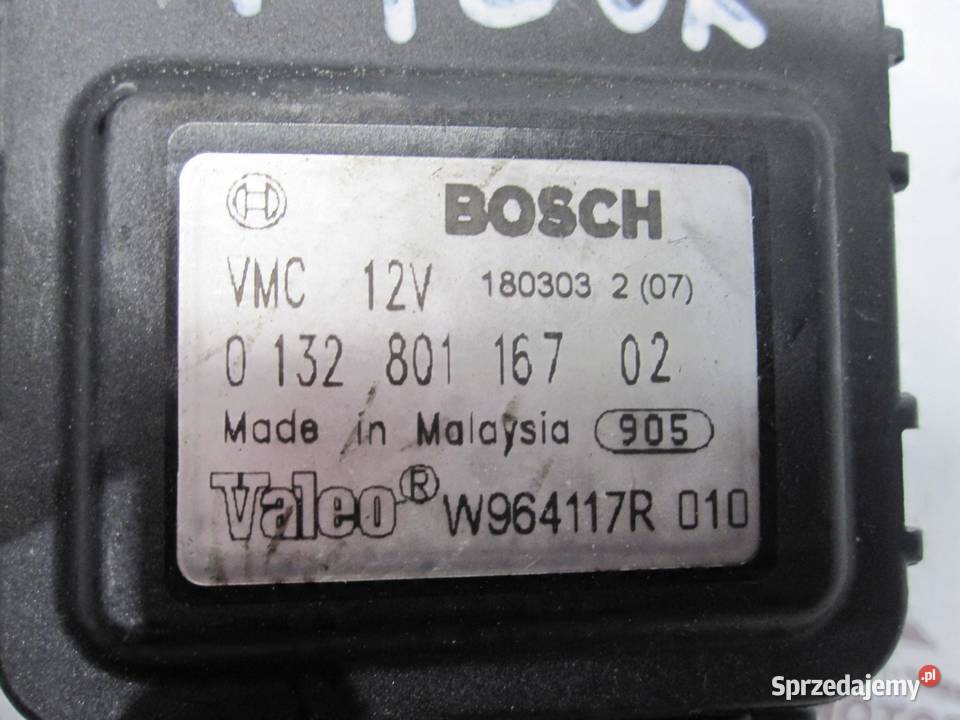 BOSCH
VMC 12V 180303 2 (07)
0 132 801 167 02
Made in Malaysia 905
Valeo® W964117R 010
Sprzedajemy.pl